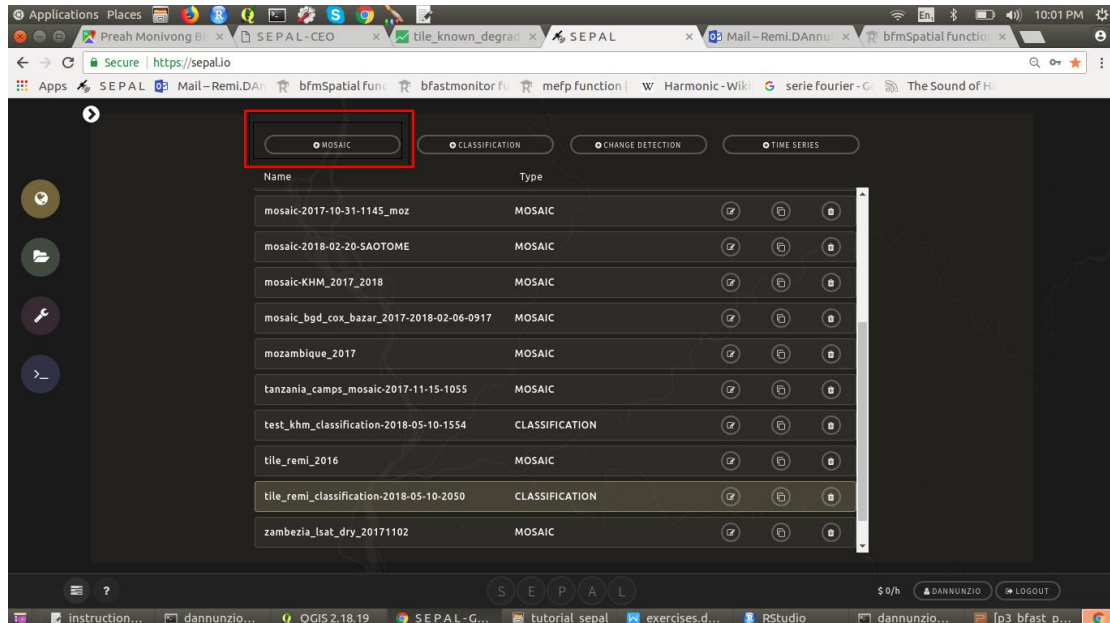 Applications Places En 10:01 PM
Preah Monivong Bl × SEPAL-CEO × tile_known_degrad × SEPAL × Mail – Remi.DAnnun × bfmSpatial function ×
Secure | https://sepal.io
Apps SEPAL Mail – Remi.DAn bfmSpatial func bfastmonitor fu mefp function | W Harmonic - Wiki G serie fourier - Go The Sound of Ha
MOSAIC CLASSIFICATION CHANGE DETECTION TIME SERIES
Name Type
mosaic-2017-10-31-1145_moz MOSAIC
mosaic-2018-02-20-SAOTOME MOSAIC
mosaic-KHM_2017_2018 MOSAIC
mosaic_bgd_cox_bazar_2017-2018-02-06-0917 MOSAIC
mozambique_2017 MOSAIC
tanzania_camps_mosaic-2017-11-15-1055 MOSAIC
test_khm_classification-2018-05-10-1554 CLASSIFICATION
tile_remi_2016 MOSAIC
tile_remi_classification-2018-05-10-2050 CLASSIFICATION
zambezia_lsat_dry_20171102 MOSAIC
? S E P A L $ 0/h DANNUNZIO LOGOUT
instruction... dannunzio... QGIS 2.18.19 SEPAL-G... tutorial sepal exercises.d... RStudio dannunzio... [p3 bfast p...